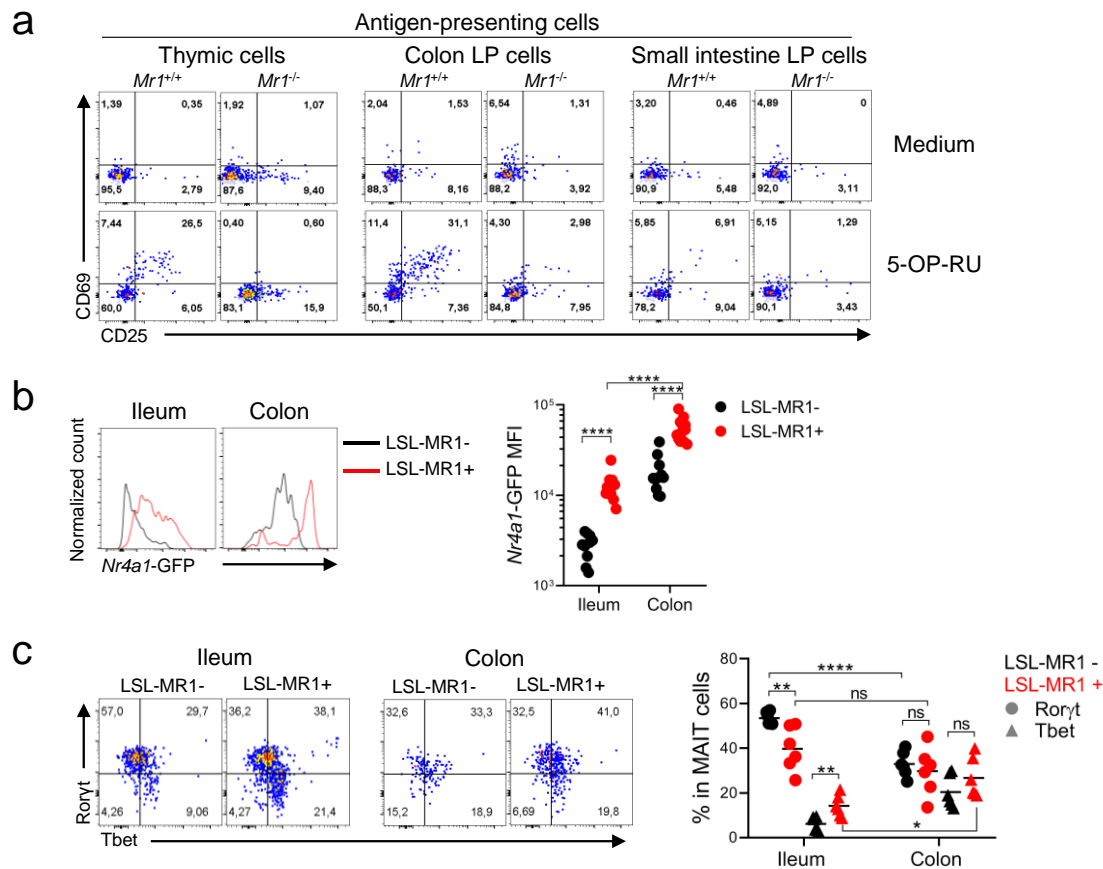 a
Antigen-presenting cells
Thymic cells Colon LP cells Small intestine LP cells
Mr1+/+ Mr1-/- Mr1+/+ Mr1-/- Mr1+/+ Mr1-/-
1,39 0,35 1,92 1,07 2,04 1,53 6,54 1,31 3,20 0,46 4,89 0
Medium
95,5 2,79 87,6 9,40 88,3 8,16 88,2 3,92 90,9 5,48 92,0 3,11
7,44 26,5 0,40 0,60 11,4 31,1 4,30 2,98 5,85 6,91 5,15 1,29
5-OP-RU
60,0 6,05 83,1 15,9 50,1 7,36 84,8 7,95 78,2 9,04 90,1 3,43
CD69
CD25
b
Ileum Colon
Normalized count
Nr4a1-GFP
LSL-MR1-
LSL-MR1+
Nr4a1-GFP MFI
10^5
10^4
10^3
****
****
****
Ileum Colon
LSL-MR1-
LSL-MR1+
c
Ileum Colon
LSL-MR1- LSL-MR1+ LSL-MR1- LSL-MR1+
57,0 29,7 36,2 38,1 32,6 33,3 32,5 41,0
4,26 9,06 4,27 21,4 15,2 18,9 6,69 19,8
Rorγt
Tbet
% in MAIT cells
80
60
40
20
0
****
**
ns
ns
ns
**
*
Ileum Colon
LSL-MR1 -
LSL-MR1 +
Rorγt
Tbet